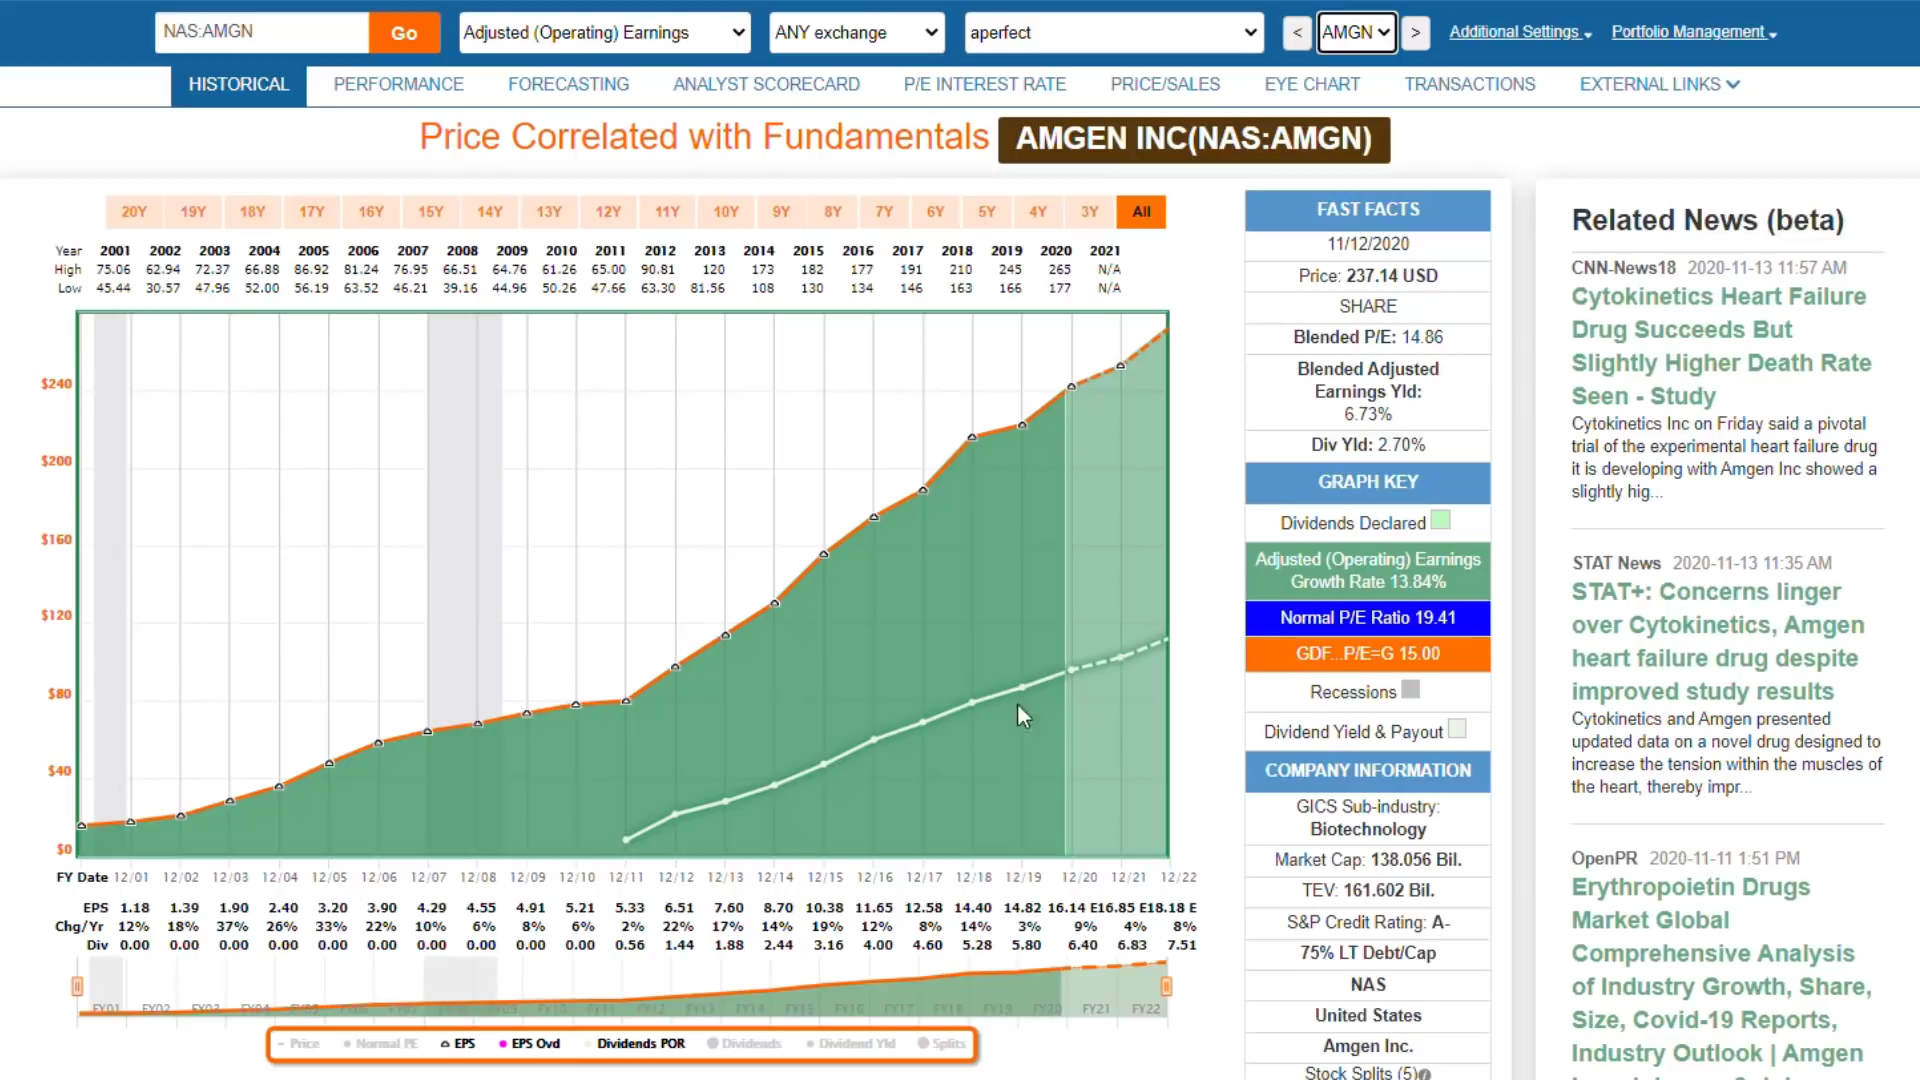 NAS:AMGN
Go
Adjusted (Operating) Earnings
ANY exchange
aperfect
<
AMGN
>
Additional Settings
Portfolio Management
HISTORICAL
PERFORMANCE
FORECASTING
ANALYST SCORECARD
P/E INTEREST RATE
PRICE/SALES
EYE CHART
TRANSACTIONS
EXTERNAL LINKS
Price Correlated with Fundamentals AMGEN INC(NAS:AMGN)
20Y 19Y 18Y 17Y 16Y 15Y 14Y 13Y 12Y 11Y 10Y 9Y 8Y 7Y 6Y 5Y 4Y 3Y All
Year 2001 2002 2003 2004 2005 2006 2007 2008 2009 2010 2011 2012 2013 2014 2015 2016 2017 2018 2019 2020 2021
High 75.06 62.94 72.37 66.88 86.92 81.24 76.95 66.51 64.76 61.26 65.00 90.81 120 173 182 177 191 210 245 265 N/A
Low 45.44 30.57 47.96 52.00 56.19 63.52 46.21 39.16 44.96 50.26 47.66 63.30 81.56 108 130 134 146 163 166 177 N/A
$240
$200
$160
$120
$80
$40
$0
FY Date 12/01 12/02 12/03 12/04 12/05 12/06 12/07 12/08 12/09 12/10 12/11 12/12 12/13 12/14 12/15 12/16 12/17 12/18 12/19 12/20 12/21 12/22
EPS 1.18 1.39 1.90 2.40 3.20 3.90 4.29 4.55 4.91 5.21 5.33 6.51 7.60 8.70 10.38 11.65 12.58 14.40 14.82 16.14 E16.85 E18.18 E
Chg/Yr 12% 18% 37% 26% 33% 22% 10% 6% 8% 6% 2% 22% 17% 14% 19% 12% 8% 14% 3% 9% 4% 8%
Div 0.00 0.00 0.00 0.00 0.00 0.00 0.00 0.00 0.00 0.00 0.56 1.44 1.88 2.44 3.16 4.00 4.60 5.28 5.80 6.40 6.83 7.51
FY01 FY02 FY03 FY04 FY05 FY10 FY11 FY12 FY13 FY14 FY15 FY16 FY17 FY18 FY19 FY20 FY21 FY22
Price Normal PE EPS EPS Ovd Dividends POR Dividends Dividend Yld Splits
FAST FACTS
11/12/2020
Price: 237.14 USD
SHARE
Blended P/E: 14.86
Blended Adjusted
Earnings Yld:
6.73%
Div Yld: 2.70%
GRAPH KEY
Dividends Declared
Adjusted (Operating) Earnings
Growth Rate 13.84%
Normal P/E Ratio 19.41
GDF...P/E=G 15.00
Recessions
Dividend Yield & Payout
COMPANY INFORMATION
GICS Sub-industry:
Biotechnology
Market Cap: 138.056 Bil.
TEV: 161.602 Bil.
S&P Credit Rating: A-
75% LT Debt/Cap
NAS
United States
Amgen Inc.
Stock Splits (5)
Related News (beta)
CNN-News18 2020-11-13 11:57 AM
Cytokinetics Heart Failure
Drug Succeeds But
Slightly Higher Death Rate
Seen - Study
Cytokinetics Inc on Friday said a pivotal
trial of the experimental heart failure drug
it is developing with Amgen Inc showed a
slightly hig...
STAT News 2020-11-13 11:35 AM
STAT+: Concerns linger
over Cytokinetics, Amgen
heart failure drug despite
improved study results
Cytokinetics and Amgen presented
updated data on a novel drug designed to
increase the tension within the muscles of
the heart, thereby impr...
OpenPR 2020-11-11 1:51 PM
Erythropoietin Drugs
Market Global
Comprehensive Analysis
of Industry Growth, Share,
Size, Covid-19 Reports,
Industry Outlook | Amgen